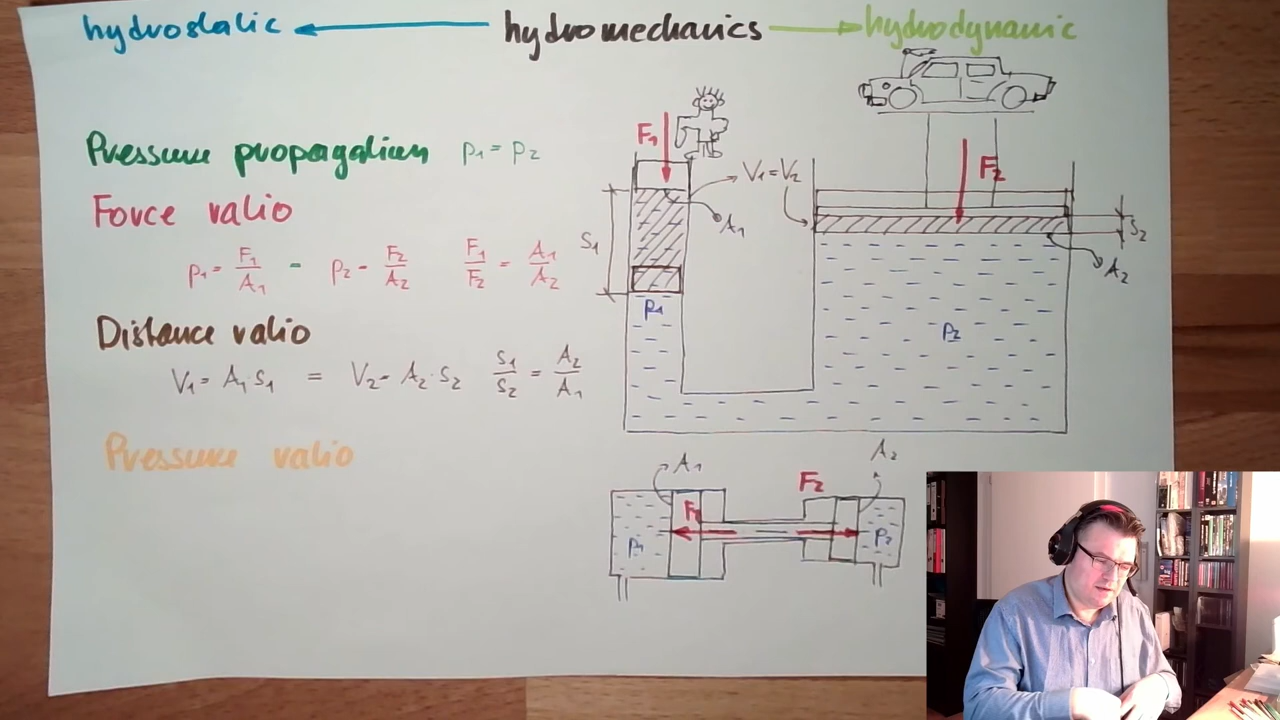 hydrostatic hydromechanics hydrodynamic
Pressure propagation p₁ = p₂
Force ratio
p₁ = F₁/A₁ = p₂ = F₂/A₂ F₁/F₂ = A₁/A₂
Distance ratio
V₁ = A₁·s₁ = V₂ = A₂·s₂ s₁/s₂ = A₂/A₁
Pressure ratio
F₁
V₁=V₂
F₂
A₁
S₁
S₂
A₂
p₁
p₂
A₁
A₂
F₁
F₂
p₁
p₂